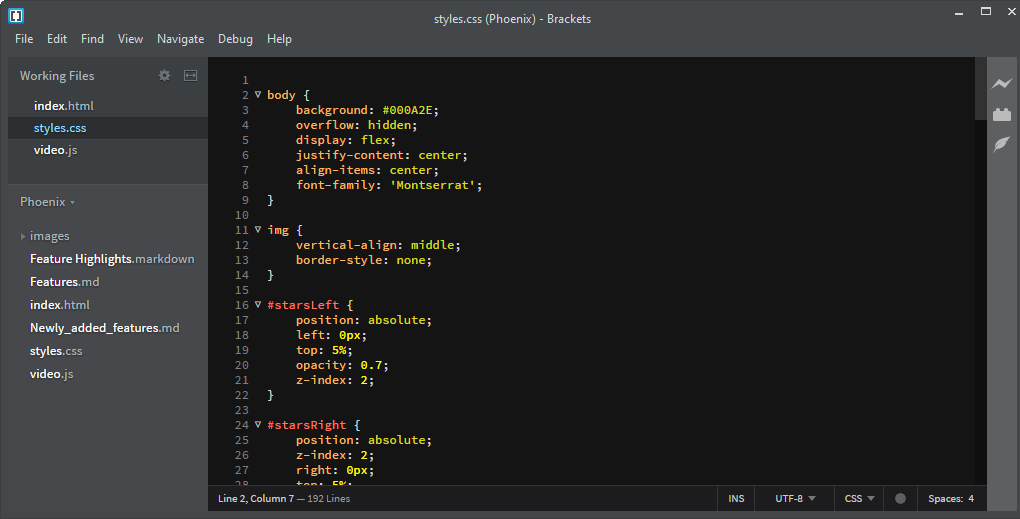 styles.css (Phoenix) - Brackets
File Edit Find View Navigate Debug Help
Working Files
index.html
styles.css
video.js
Phoenix
images
Feature Highlights.markdown
Features.md
index.html
Newly_added_features.md
styles.css
video.js
1
2 body {
3     background: #000A2E;
4     overflow: hidden;
5     display: flex;
6     justify-content: center;
7     align-items: center;
8     font-family: 'Montserrat';
9 }
10
11 img {
12     vertical-align: middle;
13     border-style: none;
14 }
15
16 #starsLeft {
17     position: absolute;
18     left: 0px;
19     top: 5%;
20     opacity: 0.7;
21     z-index: 2;
22 }
23
24 #starsRight {
25     position: absolute;
26     z-index: 2;
27     right: 0px;
28     top: 5%;
Line 2, Column 7 — 192 Lines INS UTF-8 CSS Spaces: 4